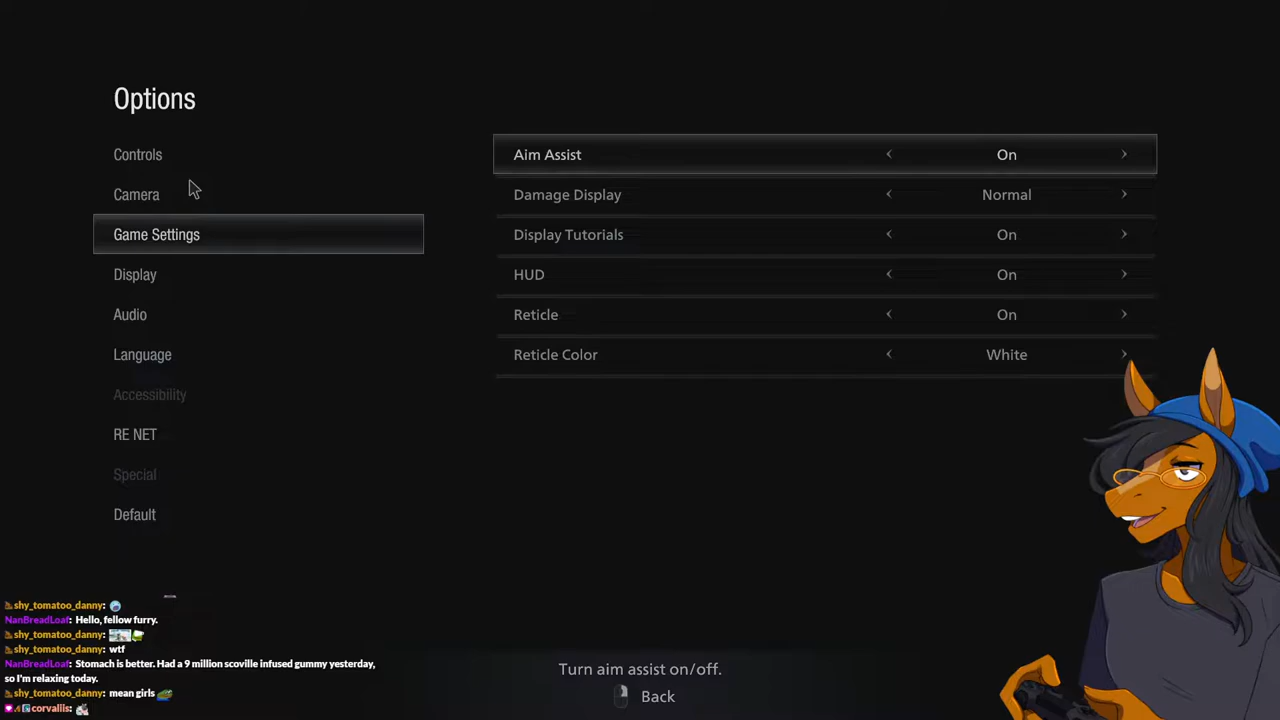 Options
Controls
Camera
Game Settings
Display
Audio
Language
Accessibility
RE NET
Special
Default
Aim Assist On
Damage Display Normal
Display Tutorials On
HUD On
Reticle On
Reticle Color White
shy_tomatoo_danny:
NanBreadLoaf: Hello, fellow furry.
shy_tomatoo_danny:
shy_tomatoo_danny: wtf
NanBreadLoaf: Stomach is better. Had a 9 million scoville infused gummy yesterday,
so I'm relaxing today.
shy_tomatoo_danny: mean girls
corvaliis:
Turn aim assist on/off.
Back